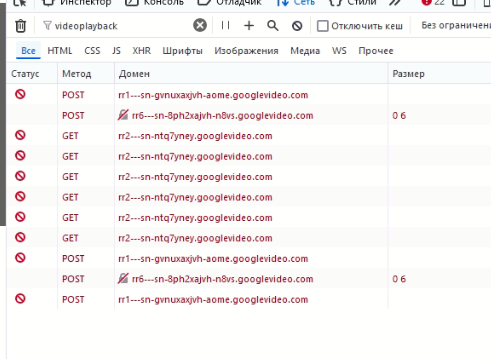 Инспектор Консоль Отладчик Сеть Стили 22
videoplayback Отключить кеш Без ограничени
Все HTML CSS JS XHR Шрифты Изображения Медиа WS Прочее
Статус Метод Домен Размер
POST rr1---sn-gvnuxaxjvh-aome.googlevideo.com
POST rr6---sn-8ph2xajvh-n8vs.googlevideo.com 0 б
GET rr2---sn-ntq7yney.googlevideo.com
GET rr2---sn-ntq7yney.googlevideo.com
GET rr2---sn-ntq7yney.googlevideo.com
GET rr2---sn-ntq7yney.googlevideo.com
GET rr2---sn-ntq7yney.googlevideo.com
GET rr2---sn-ntq7yney.googlevideo.com
POST rr1---sn-gvnuxaxjvh-aome.googlevideo.com
POST rr6---sn-8ph2xajvh-n8vs.googlevideo.com 0 б
POST rr1---sn-gvnuxaxjvh-aome.googlevideo.com